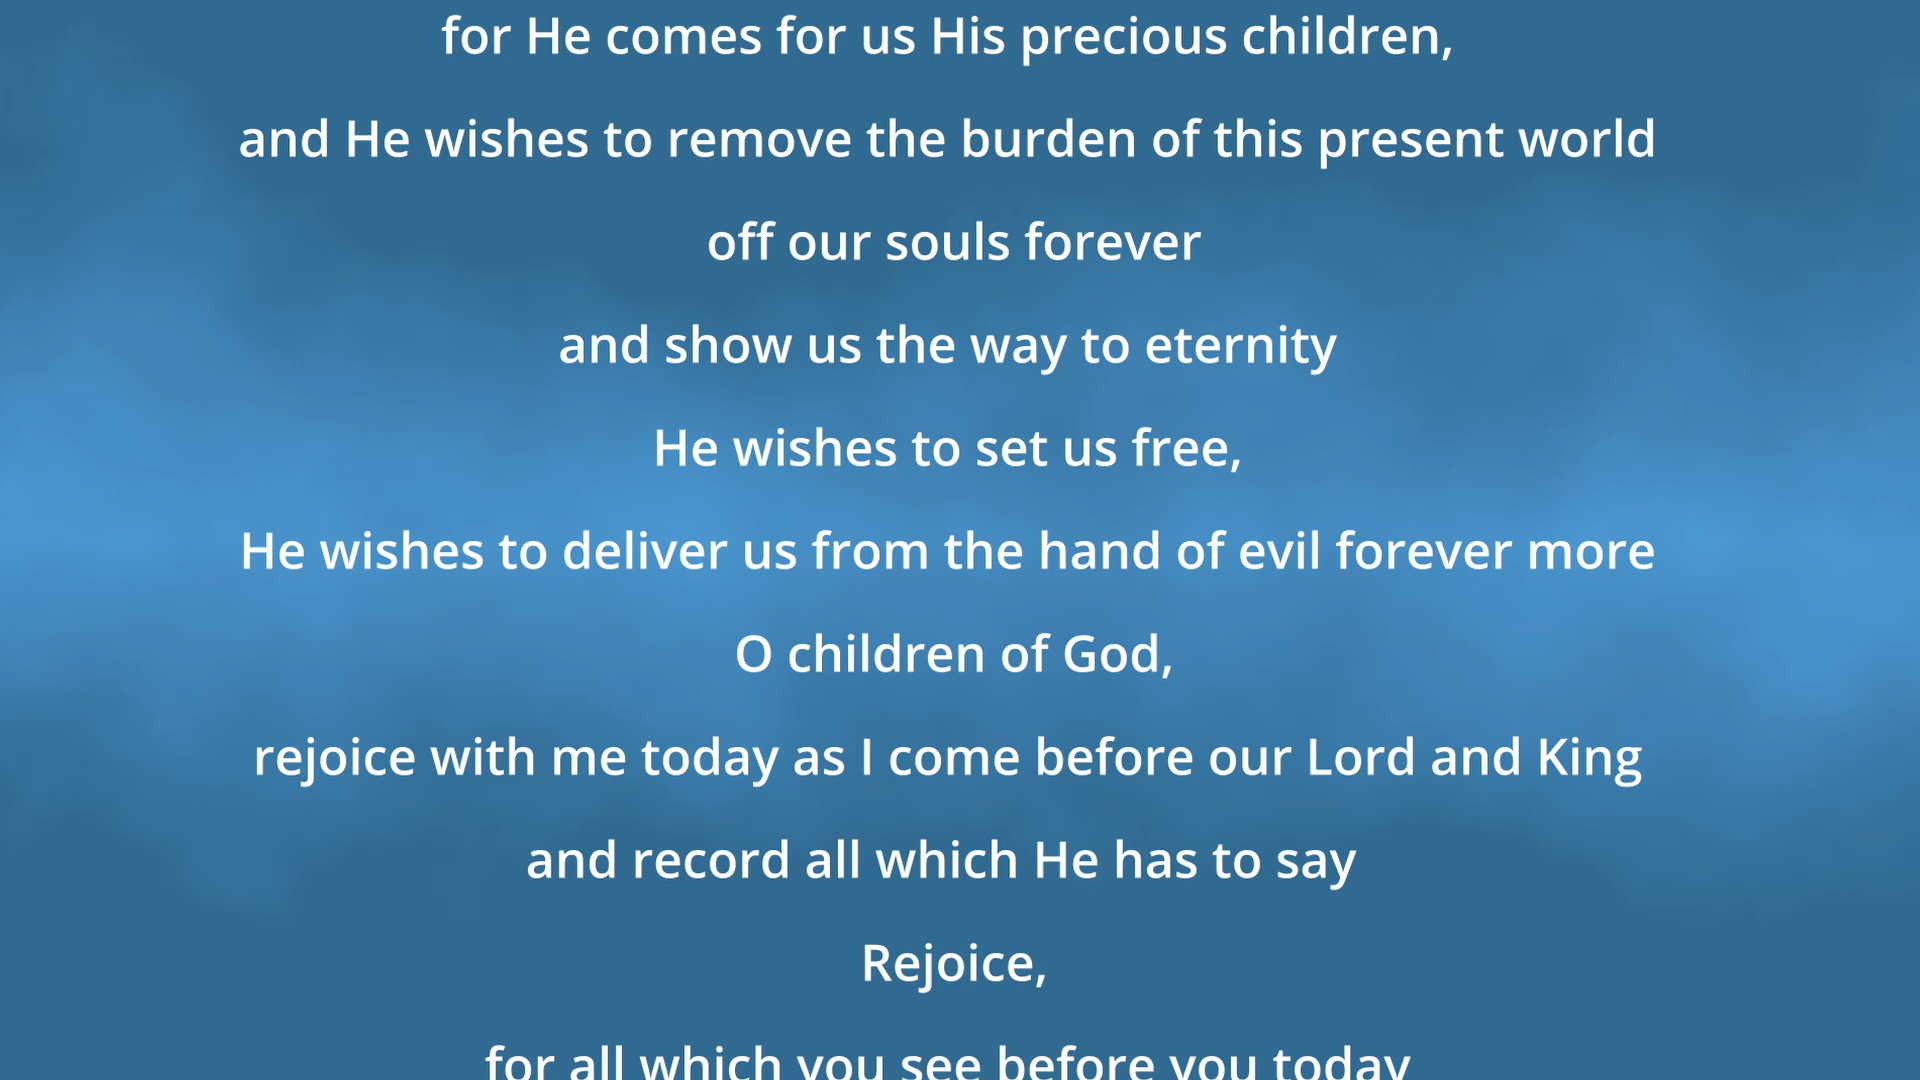 for He comes for us His precious children,
and He wishes to remove the burden of this present world
off our souls forever
and show us the way to eternity
He wishes to set us free,
He wishes to deliver us from the hand of evil forever more
O children of God,
rejoice with me today as I come before our Lord and King
and record all which He has to say
Rejoice,
for all which you see before you today